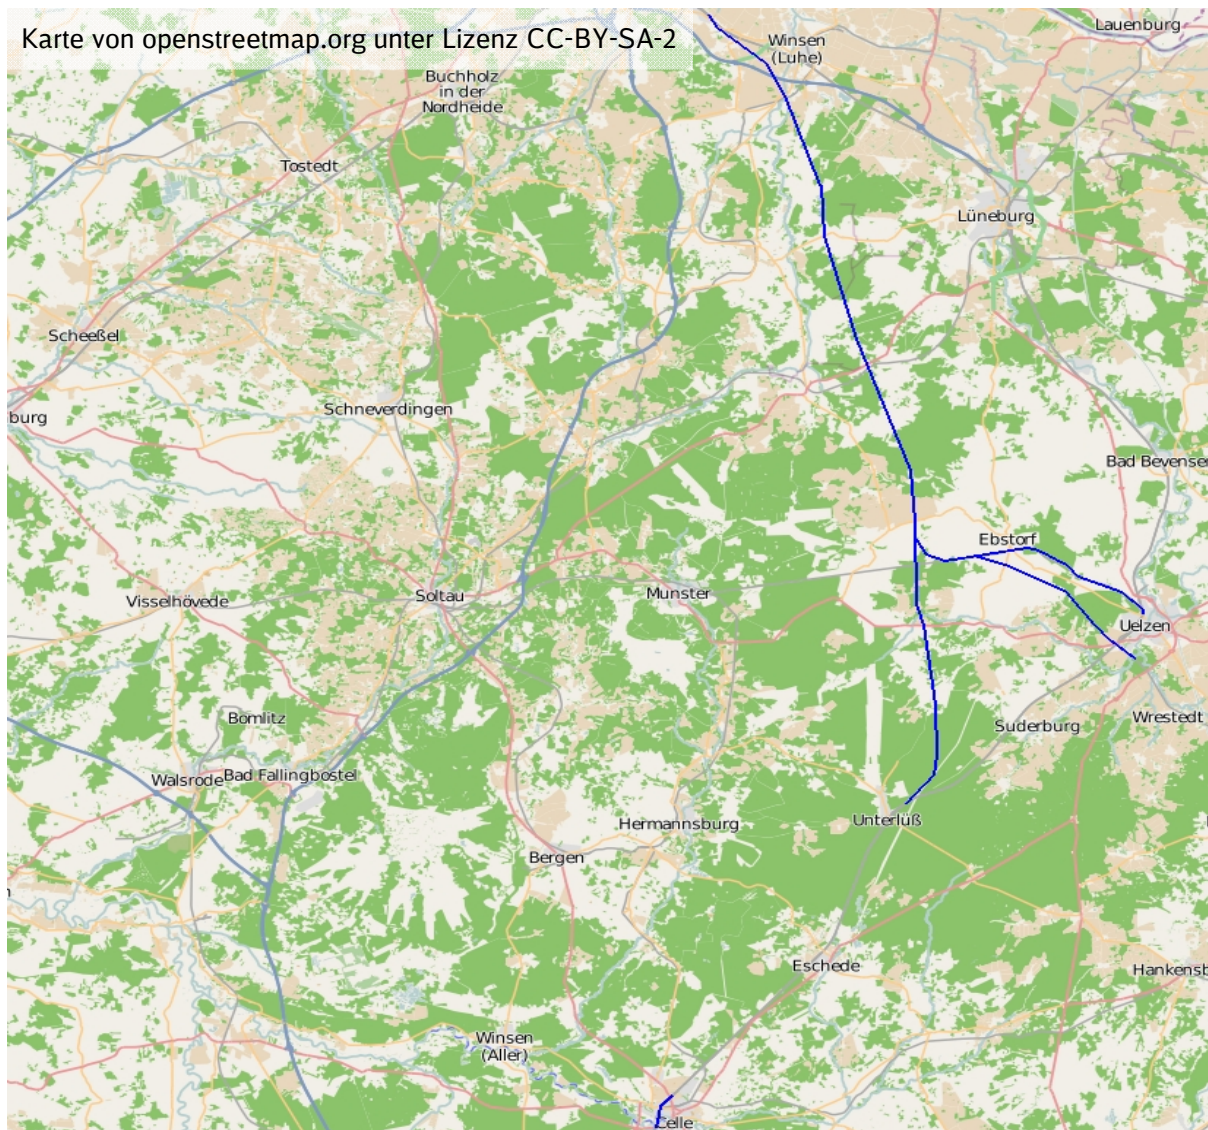 Karte von openstreetmap.org unter Lizenz CC-BY-SA-2
Lauenburg
Winsen
(Luhe)
Buchholz
in der
Nordheide
Tostedt
Lüneburg
Scheeßel
Schneverdingen
burg
Bad Bevensen
Ebstorf
Munster
Soltau
Visselhövede
Uelzen
Bomlitz
Wrestedt
Suderburg
Walsrode
Bad Fallingbostel
Unterlüß
Hermannsburg
Bergen
Eschede
Hankensb
Winsen
(Aller)
Celle